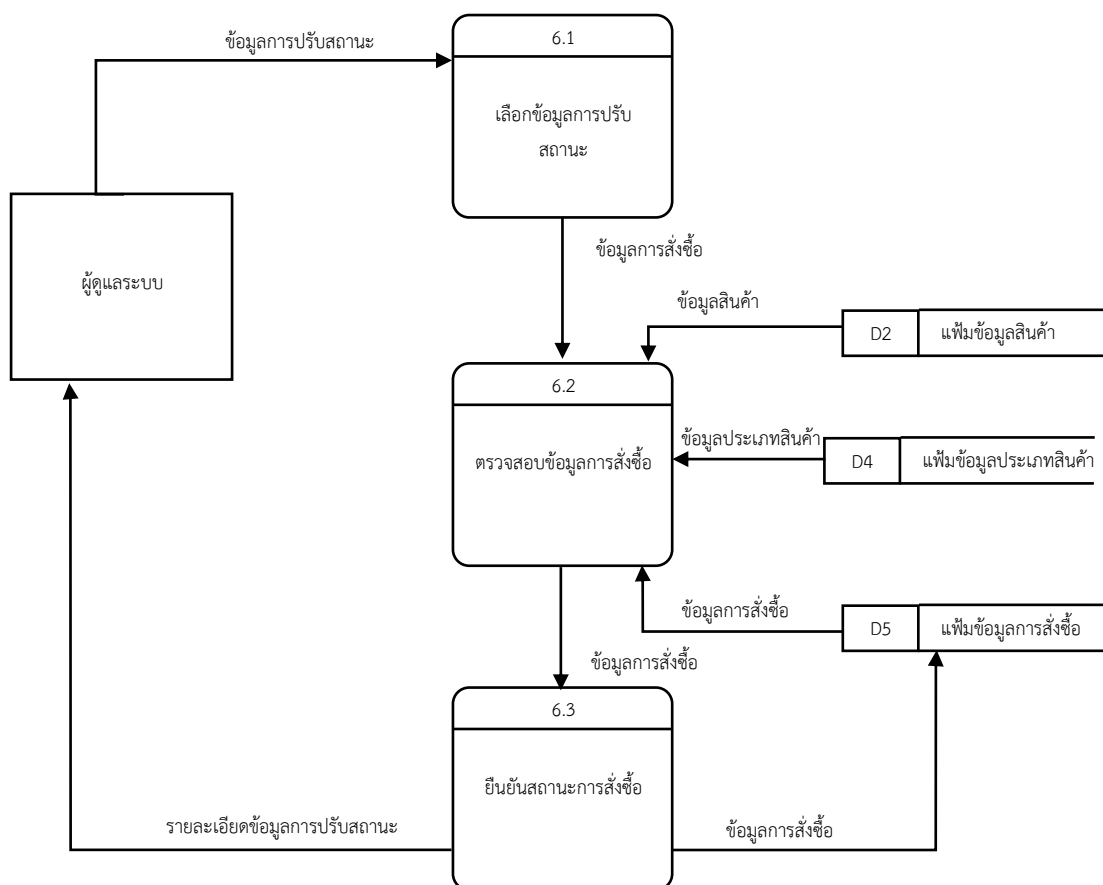 ข้อมูลการปรับสถานะ
6.1
เลือกข้อมูลการปรับ
สถานะ
ผู้ดูแลระบบ
ข้อมูลการสั่งซื้อ
ข้อมูลสินค้า
D2
แฟ้มข้อมูลสินค้า
6.2
ตรวจสอบข้อมูลการสั่งซื้อ
ข้อมูลประเภทสินค้า
D4
แฟ้มข้อมูลประเภทสินค้า
ข้อมูลการสั่งซื้อ
D5
แฟ้มข้อมูลการสั่งซื้อ
ข้อมูลการสั่งซื้อ
6.3
ยืนยันสถานะการสั่งซื้อ
รายละเอียดข้อมูลการปรับสถานะ
ข้อมูลการสั่งซื้อ